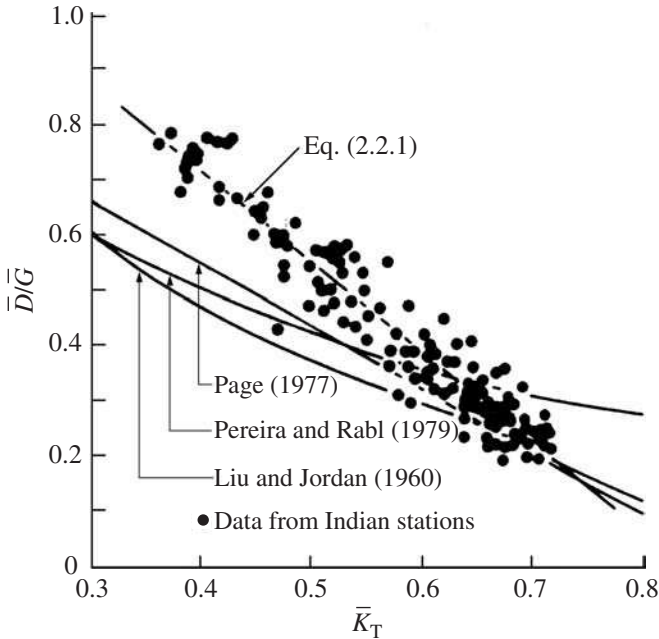 1.0
0.8
0.6
0.4
0.2
0
D̅/G̅
Eq. (2.2.1)
Page (1977)
Pereira and Rabl (1979)
Liu and Jordan (1960)
Data from Indian stations
0.3 0.4 0.5 0.6 0.7 0.8
K̅T